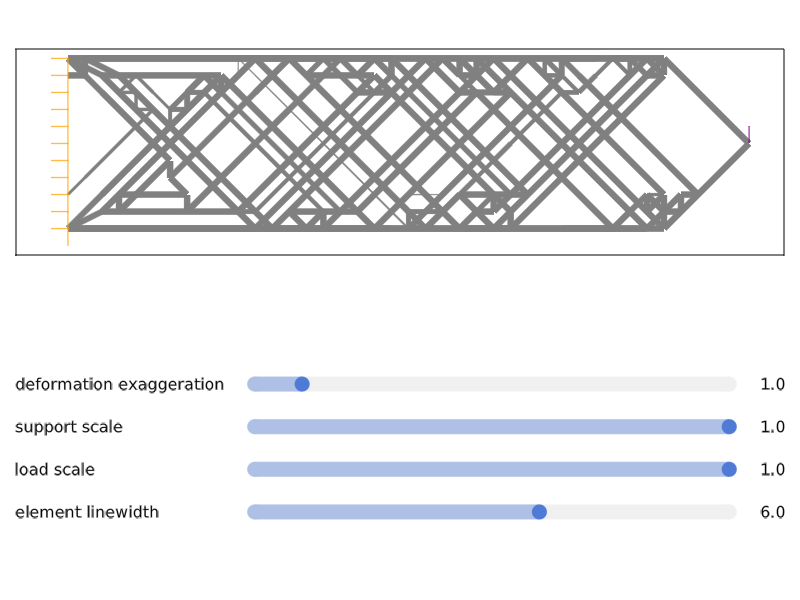 deformation exaggeration 1.0
support scale 1.0
load scale 1.0
element linewidth 6.0